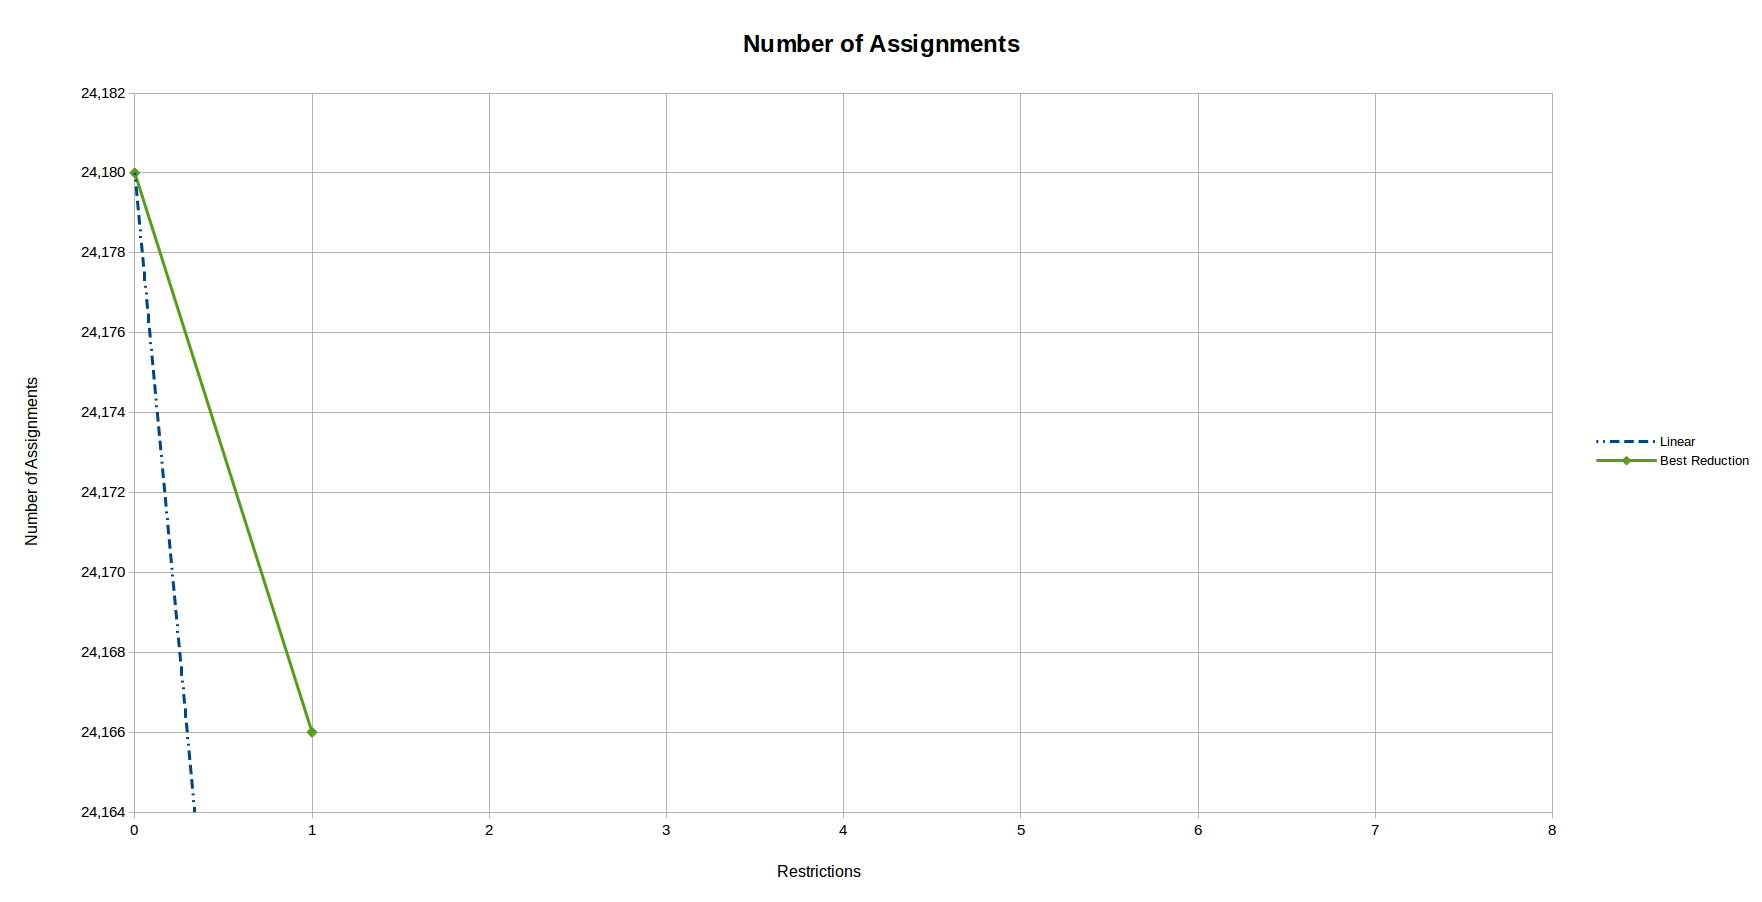 Number of Assignments
24,182
24,180
24,178
24,176
24,174
24,172
24,170
24,168
24,166
24,164
Number of Assignments
0 1 2 3 4 5 6 7 8
Restrictions
Linear
Best Reduction